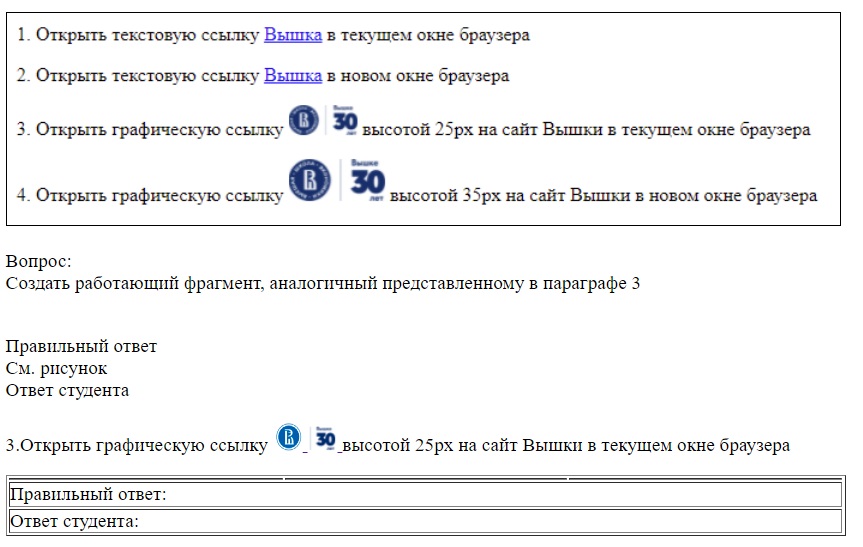 1. Открыть текстовую ссылку Вышка в текущем окне браузера
2. Открыть текстовую ссылку Вышка в новом окне браузера
3. Открыть графическую ссылку Вышке 30 лет высотой 25px на сайт Вышки в текущем окне браузера
4. Открыть графическую ссылку Вышке 30 лет высотой 35px на сайт Вышки в новом окне браузера
Вопрос:
Создать работающий фрагмент, аналогичный представленному в параграфе 3
Правильный ответ
См. рисунок
Ответ студента
3.Открыть графическую ссылку 30 высотой 25px на сайт Вышки в текущем окне браузера
Правильный ответ:
Ответ студента: